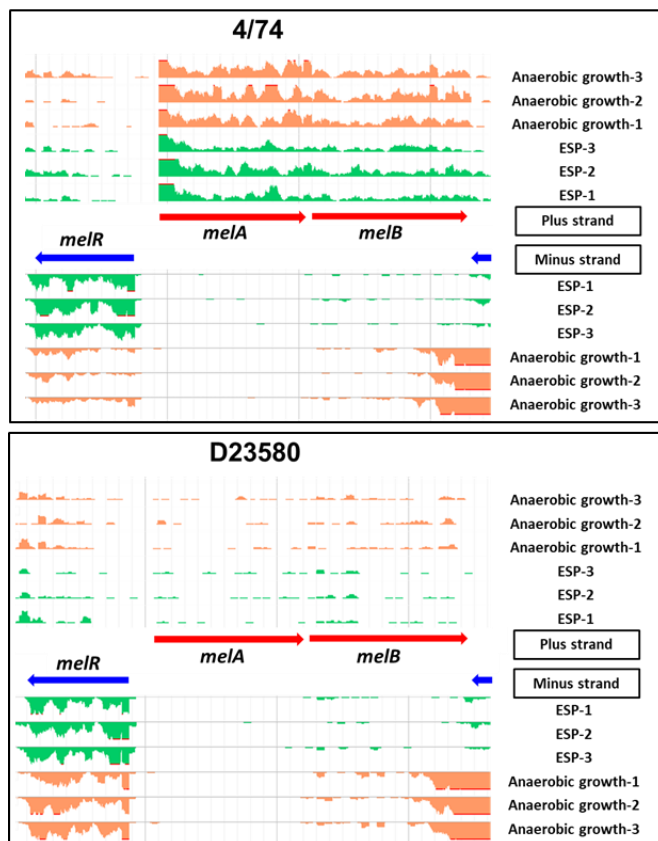 4/74
Anaerobic growth-3
Anaerobic growth-2
Anaerobic growth-1
ESP-3
ESP-2
ESP-1
Plus strand
melR
melA
melB
Minus strand
ESP-1
ESP-2
ESP-3
Anaerobic growth-1
Anaerobic growth-2
Anaerobic growth-3
D23580
Anaerobic growth-3
Anaerobic growth-2
Anaerobic growth-1
ESP-3
ESP-2
ESP-1
Plus strand
melR
melA
melB
Minus strand
ESP-1
ESP-2
ESP-3
Anaerobic growth-1
Anaerobic growth-2
Anaerobic growth-3